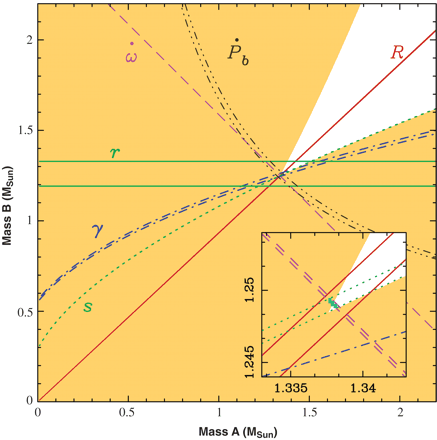 2
ω̇
Ṗb
R
1.5
r
Mass B (MSun)
1
γ
1.25
s
0.5
1.245
1.335
1.34
0
0
0.5
1
1.5
2
Mass A (MSun)